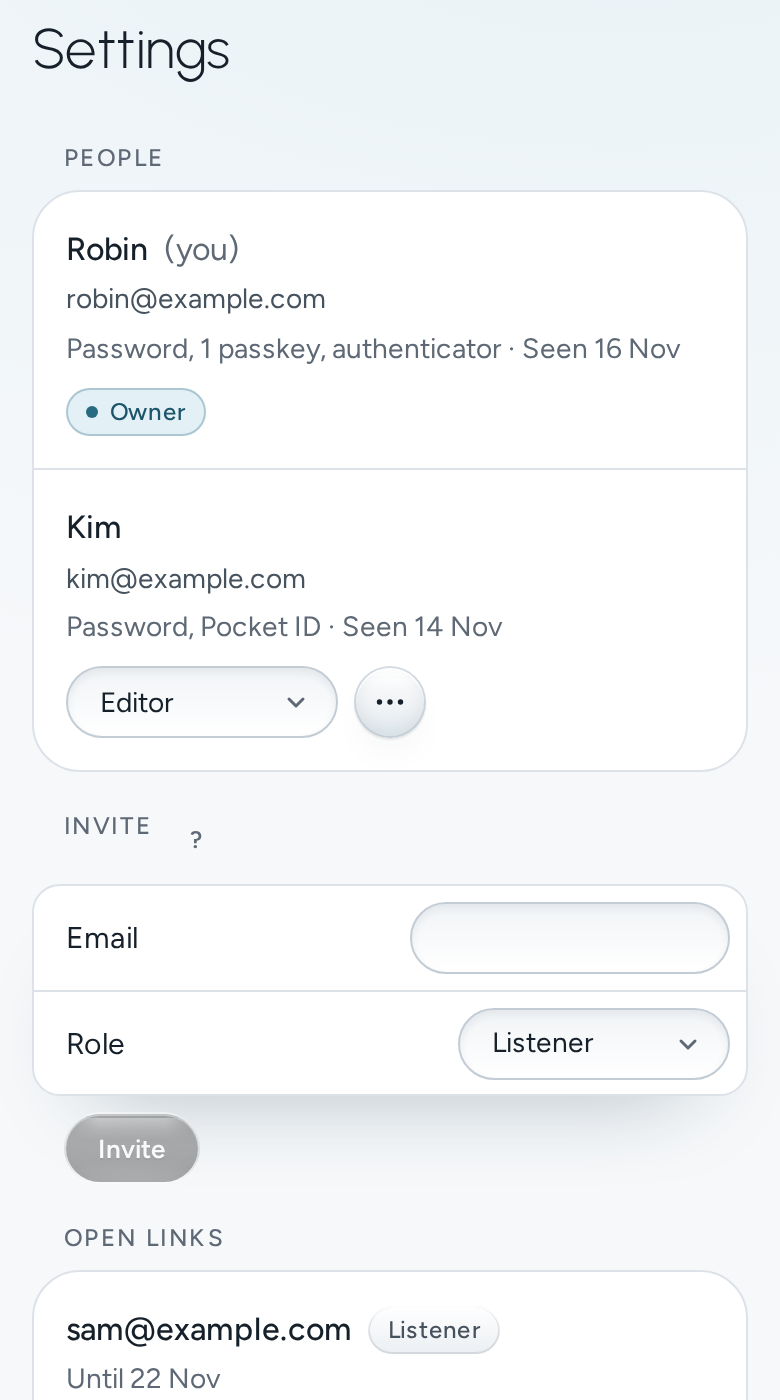 Settings
PEOPLE
Robin (you)
robin@example.com
Password, 1 passkey, authenticator · Seen 16 Nov
Owner
Kim
kim@example.com
Password, Pocket ID · Seen 14 Nov
Editor
INVITE ?
Email
Role Listener
Invite
OPEN LINKS
sam@example.com Listener
Until 22 Nov